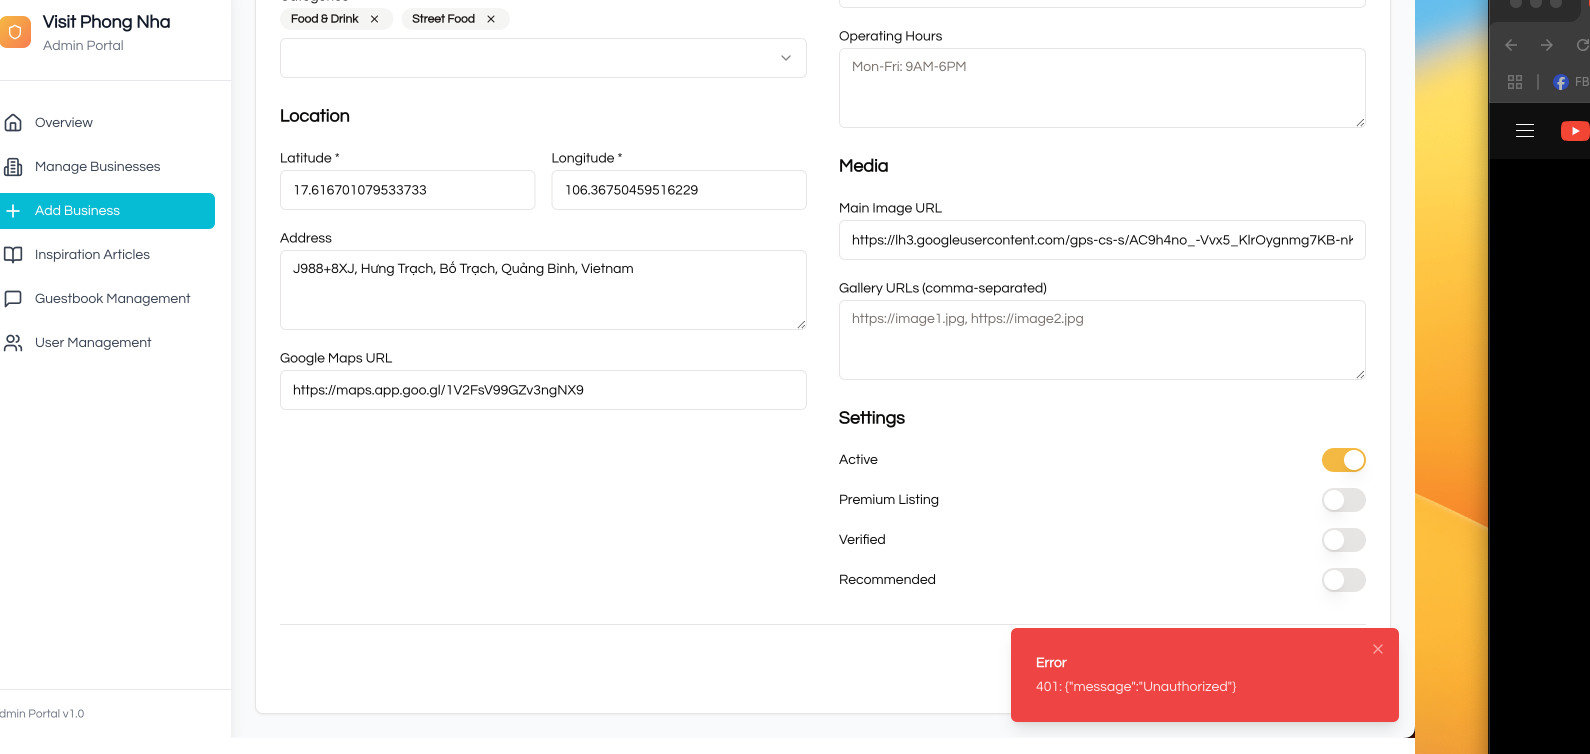 Visit Phong Nha
Admin Portal
Overview
Manage Businesses
Add Business
Inspiration Articles
Guestbook Management
User Management
dmin Portal v1.0
Food & Drink
Street Food
Location
Latitude *
Longitude *
17.616701079533733
106.36750459516229
Address
J988+8XJ, Hưng Trạch, Bố Trạch, Quảng Bình, Vietnam
Google Maps URL
https://maps.app.goo.gl/1V2FsV99GZv3ngNX9
Operating Hours
Mon-Fri: 9AM-6PM
Media
Main Image URL
https://lh3.googleusercontent.com/gps-cs-s/AC9h4no_-Vvx5_KlrOygnmg7KB-nk
Gallery URLs (comma-separated)
https://image1.jpg, https://image2.jpg
Settings
Active
Premium Listing
Verified
Recommended
Error
401: {"message":"Unauthorized"}
FB